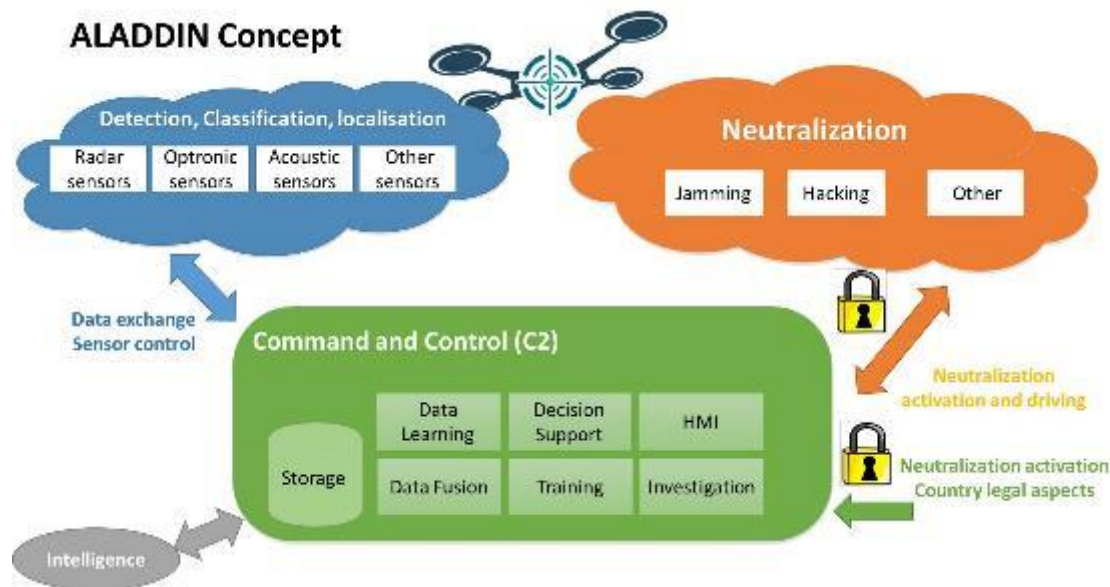 ALADDIN Concept
Detection, Classification, localisation
Radar
sensors
Optronic
sensors
Acoustic
sensors
Other
sensors
Neutralization
Jamming
Hacking
Other
Data exchange
Sensor control
Command and Control (C2)
Neutralization
activation and driving
Storage
Data
Learning
Decision
Support
HMI
Data Fusion
Training
Investigation
Neutralization activation
Country legal aspects
Intelligence